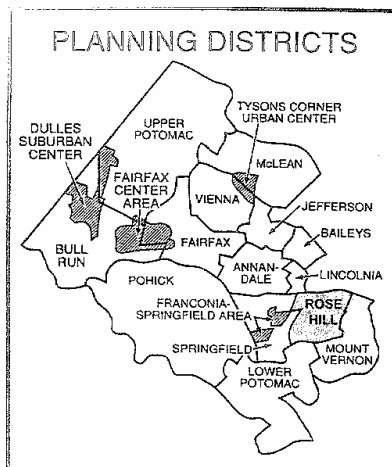 PLANNING DISTRICTS
UPPER
POTOMAC
TYSONS CORNER
URBAN CENTER
DULLES
SUBURBAN
CENTER
McLEAN
FAIRFAX
CENTER
AREA
VIENNA
JEFFERSON
BAILEYS
BULL
RUN
FAIRFAX
ANNAN-
DALE
LINCOLNIA
POHICK
FRANCONIA-
SPRINGFIELD AREA
ROSE
HILL
SPRINGFIELD
MOUNT
VERNON
LOWER
POTOMAC